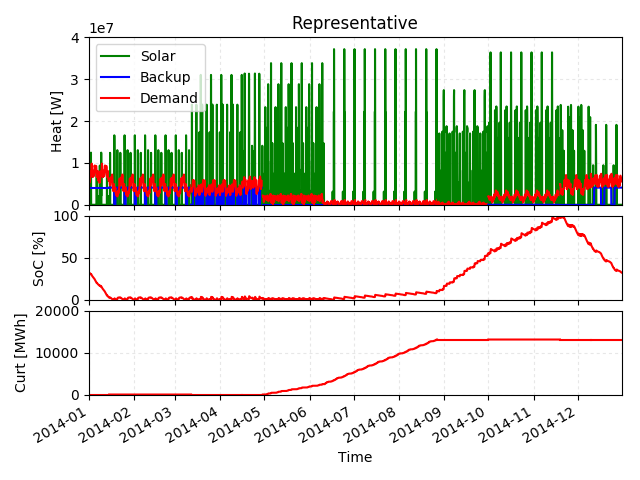 Representative
1e7
4
3
2
1
0
Heat [W]
Solar
Backup
Demand
100
50
0
SoC [%]
20000
10000
0
Curt [MWh]
2014-01
2014-02
2014-03
2014-04
2014-05
2014-06
2014-07
2014-08
2014-09
2014-10
2014-11
2014-12
Time